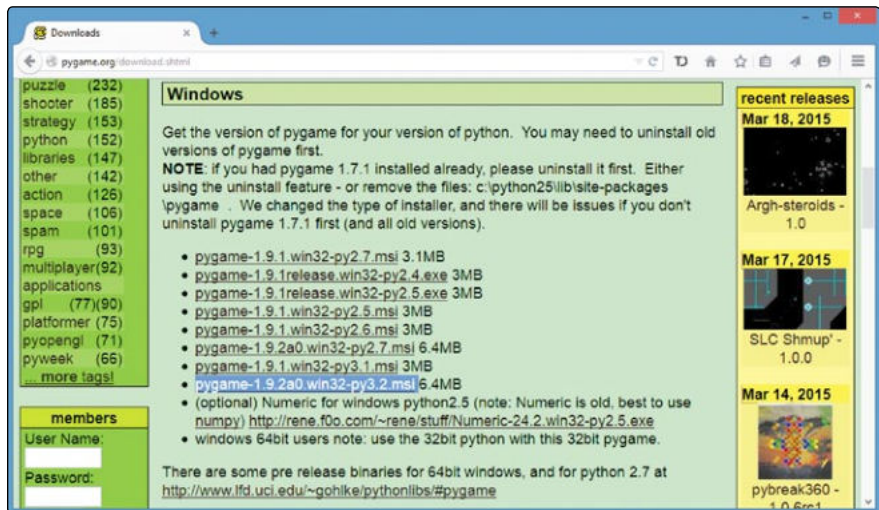 Downloads
pygame.org/download.shtml
puzzle (232)
shooter (185)
strategy (153)
python (152)
libraries (147)
other (142)
action (126)
space (106)
spam (101)
rpg (93)
multiplayer(92)
applications
gpl (77)(90)
platformer (75)
pyopengl (71)
pyweek (66)
... more tags!
members
User Name:
Password:
Windows
Get the version of pygame for your version of python. You may need to uninstall old
versions of pygame first.
NOTE: if you had pygame 1.7.1 installed already, please uninstall it first. Either
using the uninstall feature - or remove the files: c:\python25\lib\site-packages
\pygame . We changed the type of installer, and there will be issues if you don't
uninstall pygame 1.7.1 first (and all old versions).
• pygame-1.9.1.win32-py2.7.msi 3.1MB
• pygame-1.9.1release.win32-py2.4.exe 3MB
• pygame-1.9.1release.win32-py2.5.exe 3MB
• pygame-1.9.1.win32-py2.5.msi 3MB
• pygame-1.9.1.win32-py2.6.msi 3MB
• pygame-1.9.2a0.win32-py2.7.msi 6.4MB
• pygame-1.9.1.win32-py3.1.msi 3MB
• pygame-1.9.2a0.win32-py3.2.msi 6.4MB
• (optional) Numeric for windows python2.5 (note: Numeric is old, best to use
numpy) http://rene.f0o.com/~rene/stuff/Numeric-24.2.win32-py2.5.exe
• windows 64bit users note: use the 32bit python with this 32bit pygame.
There are some pre release binaries for 64bit windows, and for python 2.7 at
http://www.lfd.uci.edu/~gohlke/pythonlibs/#pygame
recent releases
Mar 18, 2015
Argh-steroids -
1.0
Mar 17, 2015
SLC Shmup' -
1.0.0
Mar 14, 2015
pybreak360 -
1.0.6rc1